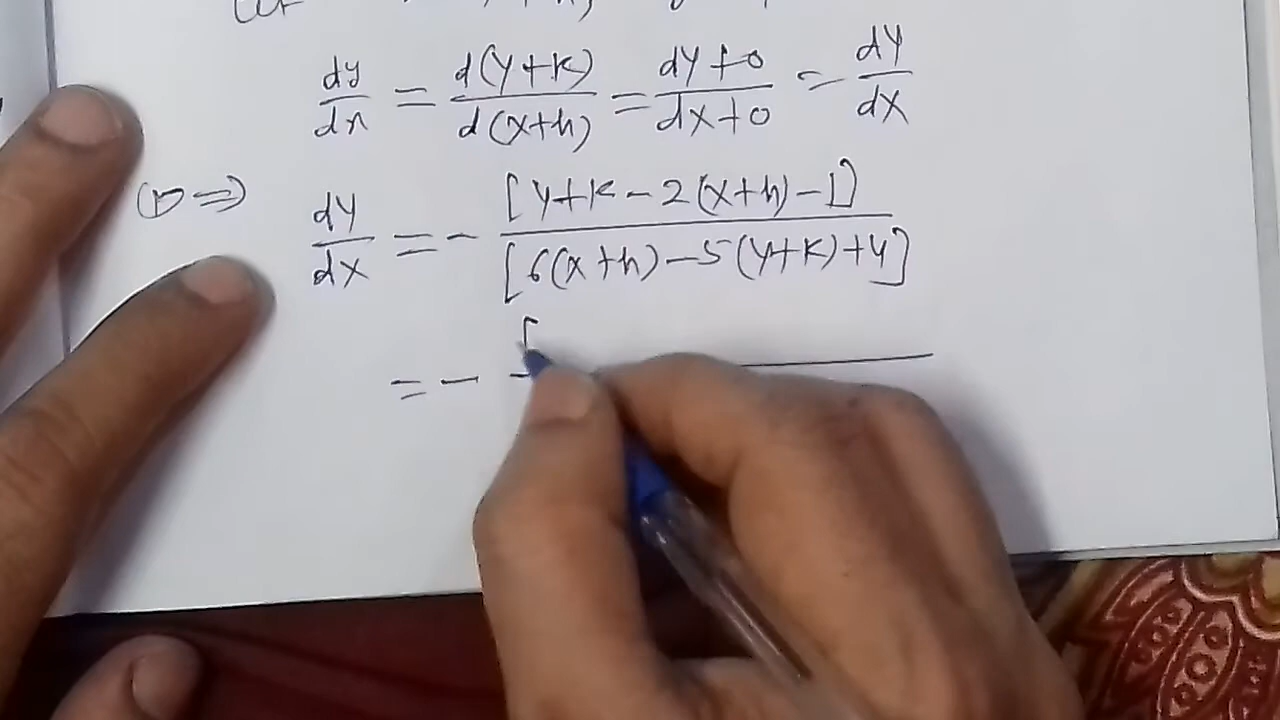 dy/dx = d(Y+K)/d(X+h) = dY+0/dX+0 = dY/dX
(1) ⇒ dY/dX = - [Y+K-2(X+h)-1]/[6(X+h)-5(Y+K)+4]
= - [